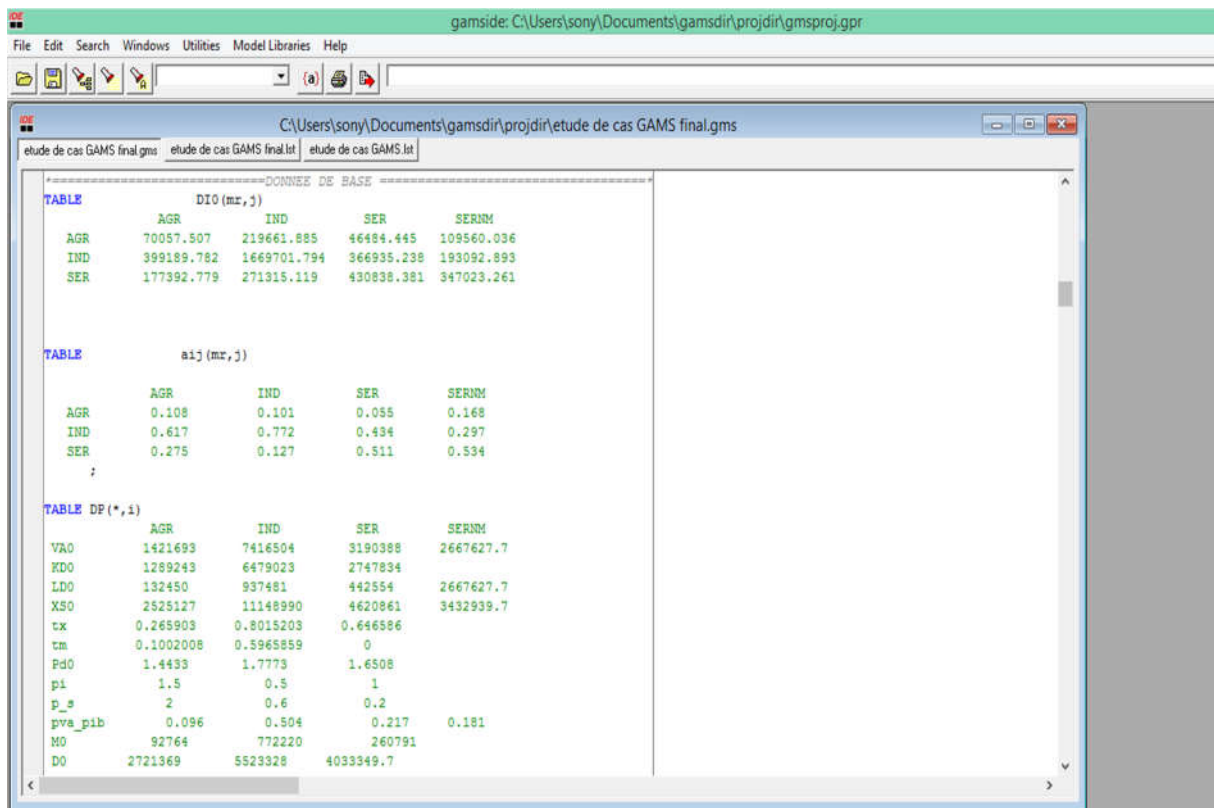 IDE gamside: C:\Users\sony\Documents\gamsdir\projdir\gmsproj.gpr
File Edit Search Windows Utilities Model Libraries Help
{a}
IDE C:\Users\sony\Documents\gamsdir\projdir\etude de cas GAMS final.gms
etude de cas GAMS final.gms etude de cas GAMS final.lst etude de cas GAMS.lst
*============================DONNEE DE BASE ===================================*
TABLE DI0(mr,j)
AGR IND SER SERNM
AGR 70057.507 219661.885 46484.445 109560.036
IND 399189.782 1669701.794 366935.238 193092.893
SER 177392.779 271315.119 430838.381 347023.261
TABLE aij(mr,j)
AGR IND SER SERNM
AGR 0.108 0.101 0.055 0.168
IND 0.617 0.772 0.434 0.297
SER 0.275 0.127 0.511 0.534
;
TABLE DP(*,i)
AGR IND SER SERNM
VA0 1421693 7416504 3190388 2667627.7
KD0 1289243 6479023 2747834
LD0 132450 937481 442554 2667627.7
XS0 2525127 11148990 4620861 3432939.7
tx 0.265903 0.8015203 0.646586
tm 0.1002008 0.5965859 0
Pd0 1.4433 1.7773 1.6508
pi 1.5 0.5 1
p_s 2 0.6 0.2
pva_pib 0.096 0.504 0.217 0.181
M0 92764 772220 260791
D0 2721369 5523328 4033349.7